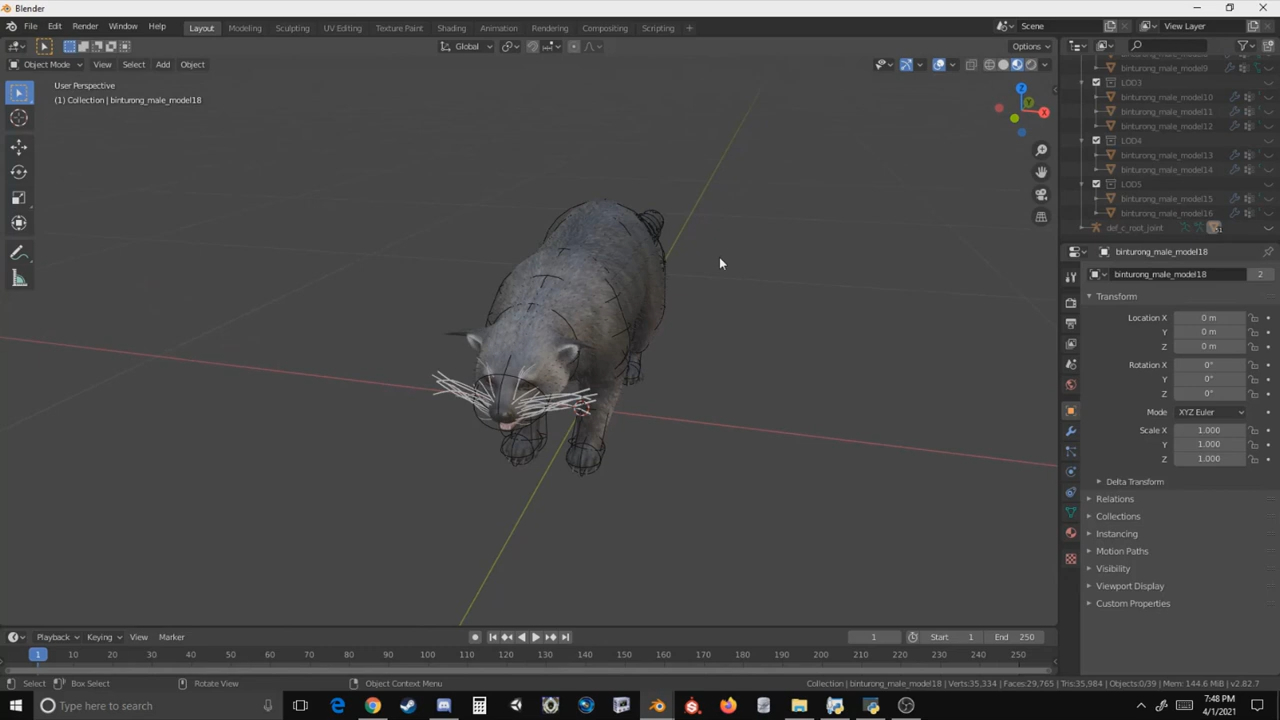 Blender
File Edit Render Window Help Layout Modeling Sculpting UV Editing Texture Paint Shading Animation Rendering Compositing Scripting Scene View Layer
Global Options
Object Mode View Select Add Object
User Perspective
(1) Collection | binturong_male_model18
binturong_male_model9
LOD3
binturong_male_model10
binturong_male_model11
binturong_male_model12
LOD4
binturong_male_model13
binturong_male_model14
LOD5
binturong_male_model15
binturong_male_model16
def_c_root_joint
binturong_male_model18
binturong_male_model18 2
Transform
Location X 0 m
Y 0 m
Z 0 m
Rotation X 0°
Y 0°
Z 0°
Mode XYZ Euler
Scale X 1.000
Y 1.000
Z 1.000
Delta Transform
Relations
Collections
Instancing
Motion Paths
Visibility
Viewport Display
Custom Properties
Z
Y
X
Playback Keying View Marker 1 Start 1 End 250
1 10 20 30 40 50 60 70 80 90 100 110 120 130 140 150 160 170 180 190 200 210 220 230 240 250
Select Box Select Rotate View Object Context Menu Collection | binturong_male_model18 | Verts:35,334 | Faces:29,765 | Tris:35,984 | Objects:0/39 | Mem: 144.6 MiB | v2.82.7
Type here to search
7:48 PM
4/1/2021